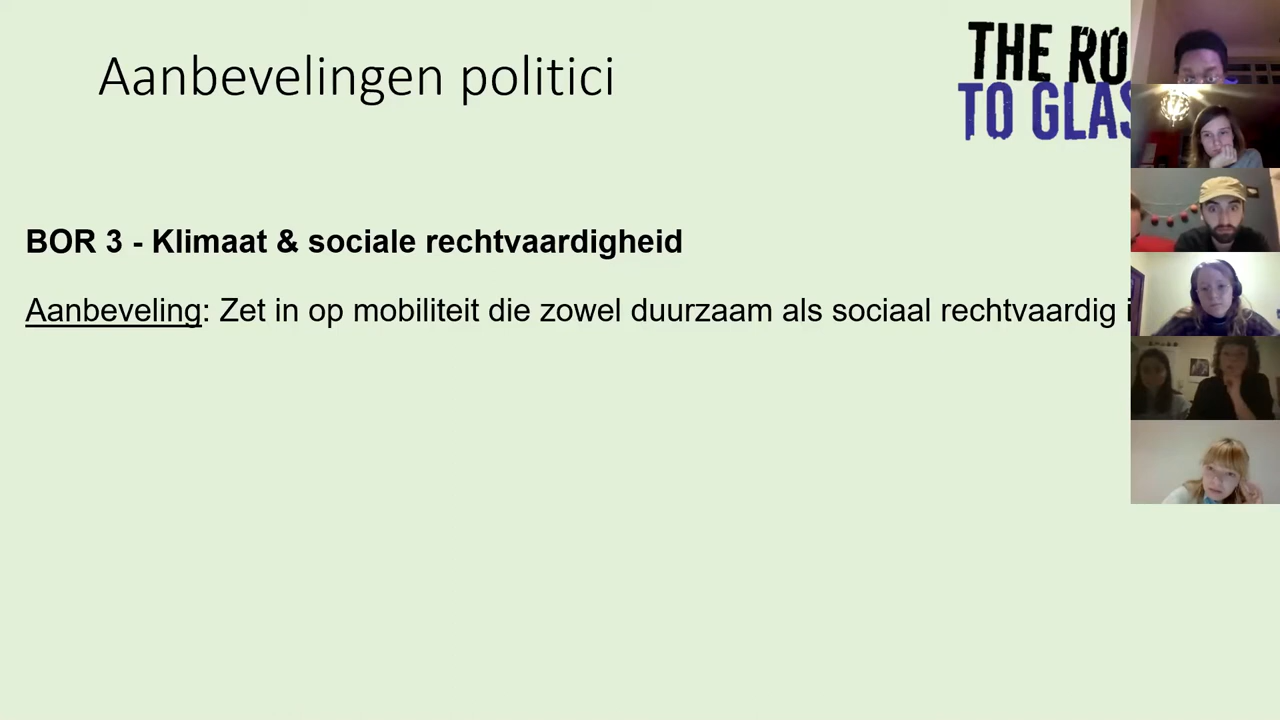 Aanbevelingen politici
THE RO
TO GLAS
BOR 3 - Klimaat & sociale rechtvaardigheid
Aanbeveling: Zet in op mobiliteit die zowel duurzaam als sociaal rechtvaardig i